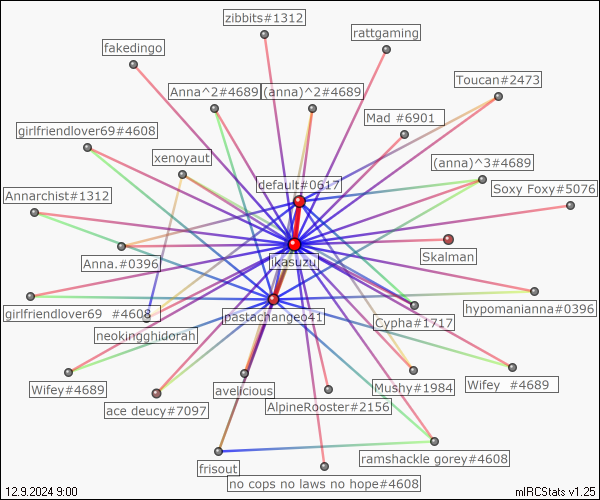 zibbits#1312
rattgaming
fakedingo
Toucan#2473
Anna^2#4689
(anna)^2#4689
Mad #6901
girlfriendlover69#4608
xenoyaut
(anna)^3#4689
default#0617
Soxy Foxy#5076
Annarchist#1312
Anna.#0396
jkasuzu
Skalman
girlfriend69 #4608
pastachangeo41
Cypha#1717
hypomanianna#0396
neokingghidorah
Wifey#4689
avelicious
Mushy#1984
Wifey #4689
ace deucy#7097
AlpineRooster#2156
frisout
ramshackle gorey#4608
no cops no laws no hope#4608
12.9.2024 9:00
mIRCStats v1.25